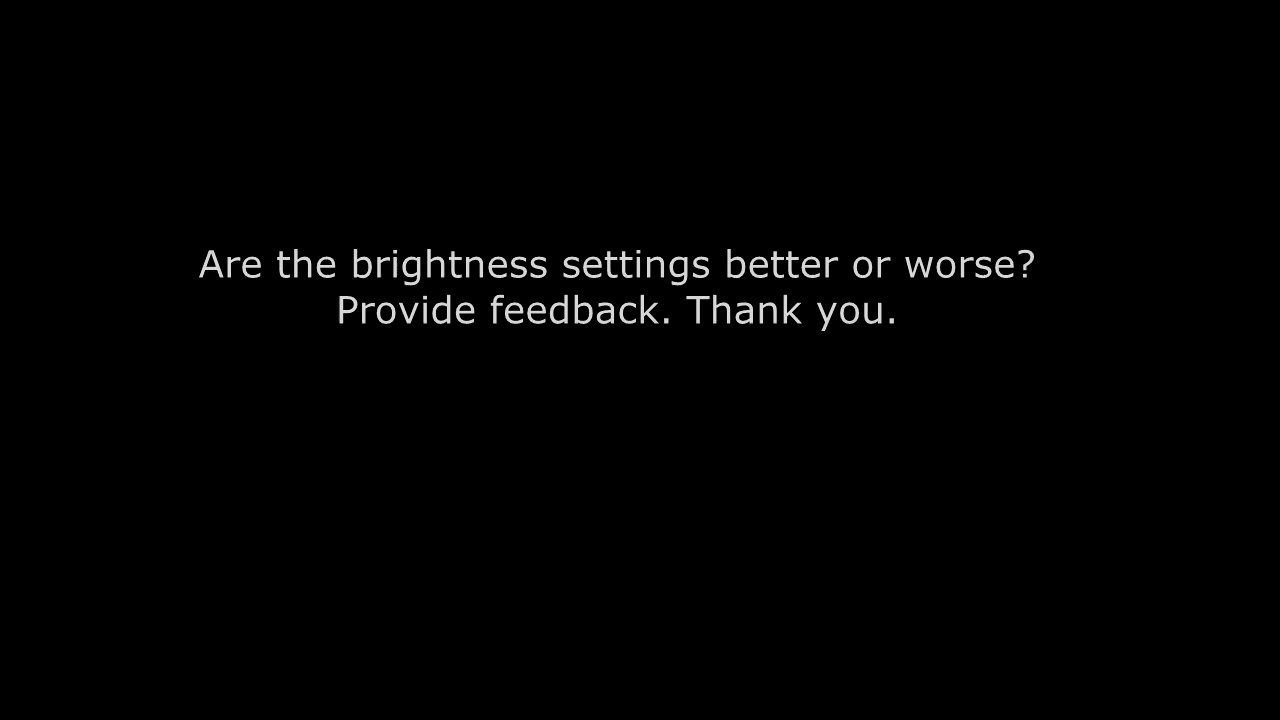 Are the brightness settings better or worse?
Provide feedback. Thank you.